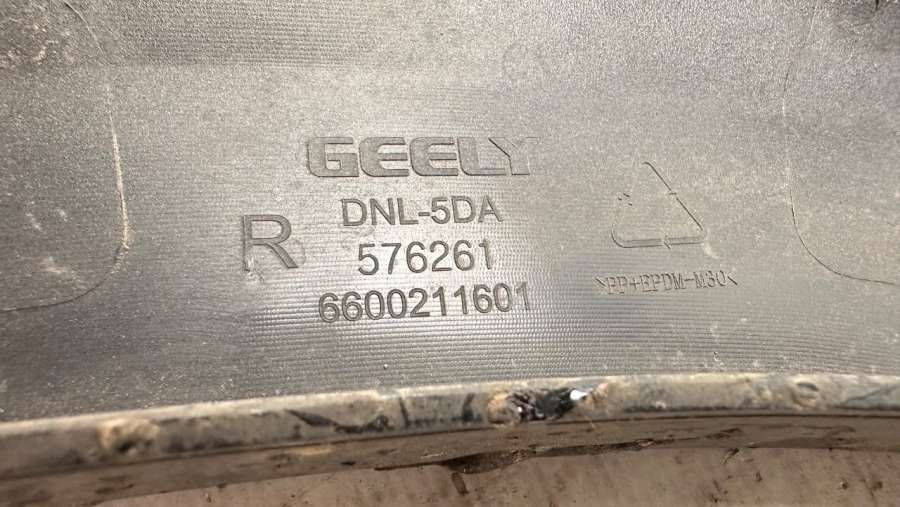 GEELY
DNL-5DA
R
576261
6600211601
>PP+EPDM-M30<